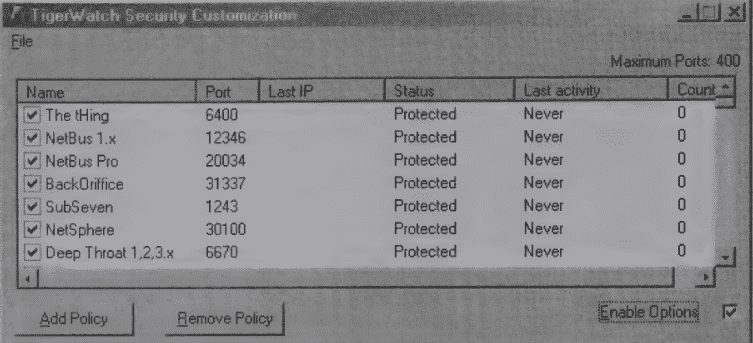 TigerWatch Security Customization
File
Maximum Ports: 400
Name Port Last IP Status Last activity Count
The tHing 6400 Protected Never 0
NetBus 1.x 12346 Protected Never 0
NetBus Pro 20034 Protected Never 0
BackOriffice 31337 Protected Never 0
SubSeven 1243 Protected Never 0
NetSphere 30100 Protected Never 0
Deep Throat 1,2,3.x 6670 Protected Never 0
Add Policy Remove Policy Enable Options